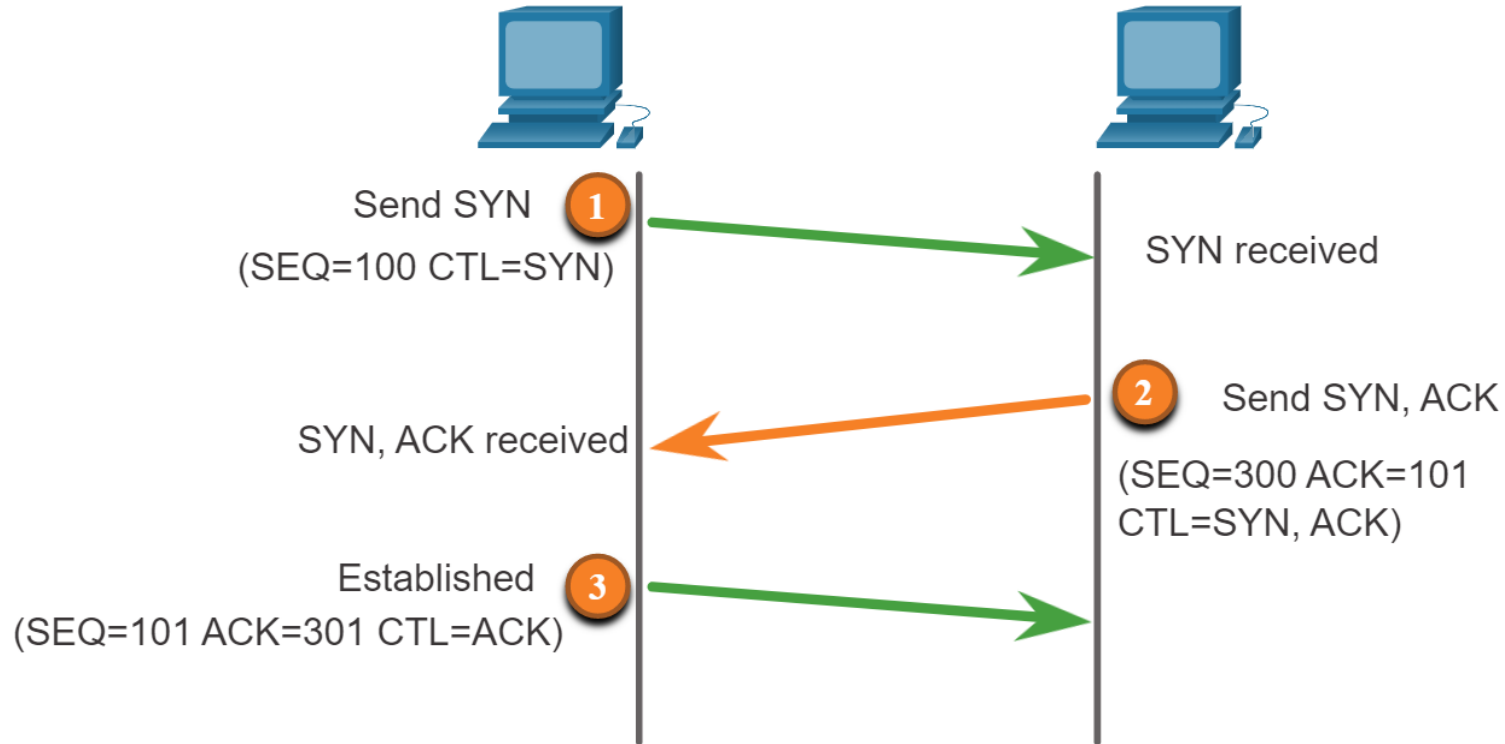 Send SYN
1
(SEQ=100 CTL=SYN)
SYN received
2
Send SYN, ACK
SYN, ACK received
(SEQ=300 ACK=101
CTL=SYN, ACK)
Established
3
(SEQ=101 ACK=301 CTL=ACK)